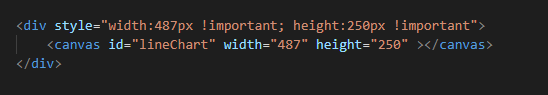 <div style="width:487px !important; height:250px !important">
<canvas id="lineChart" width="487" height="250" ></canvas>
</div>